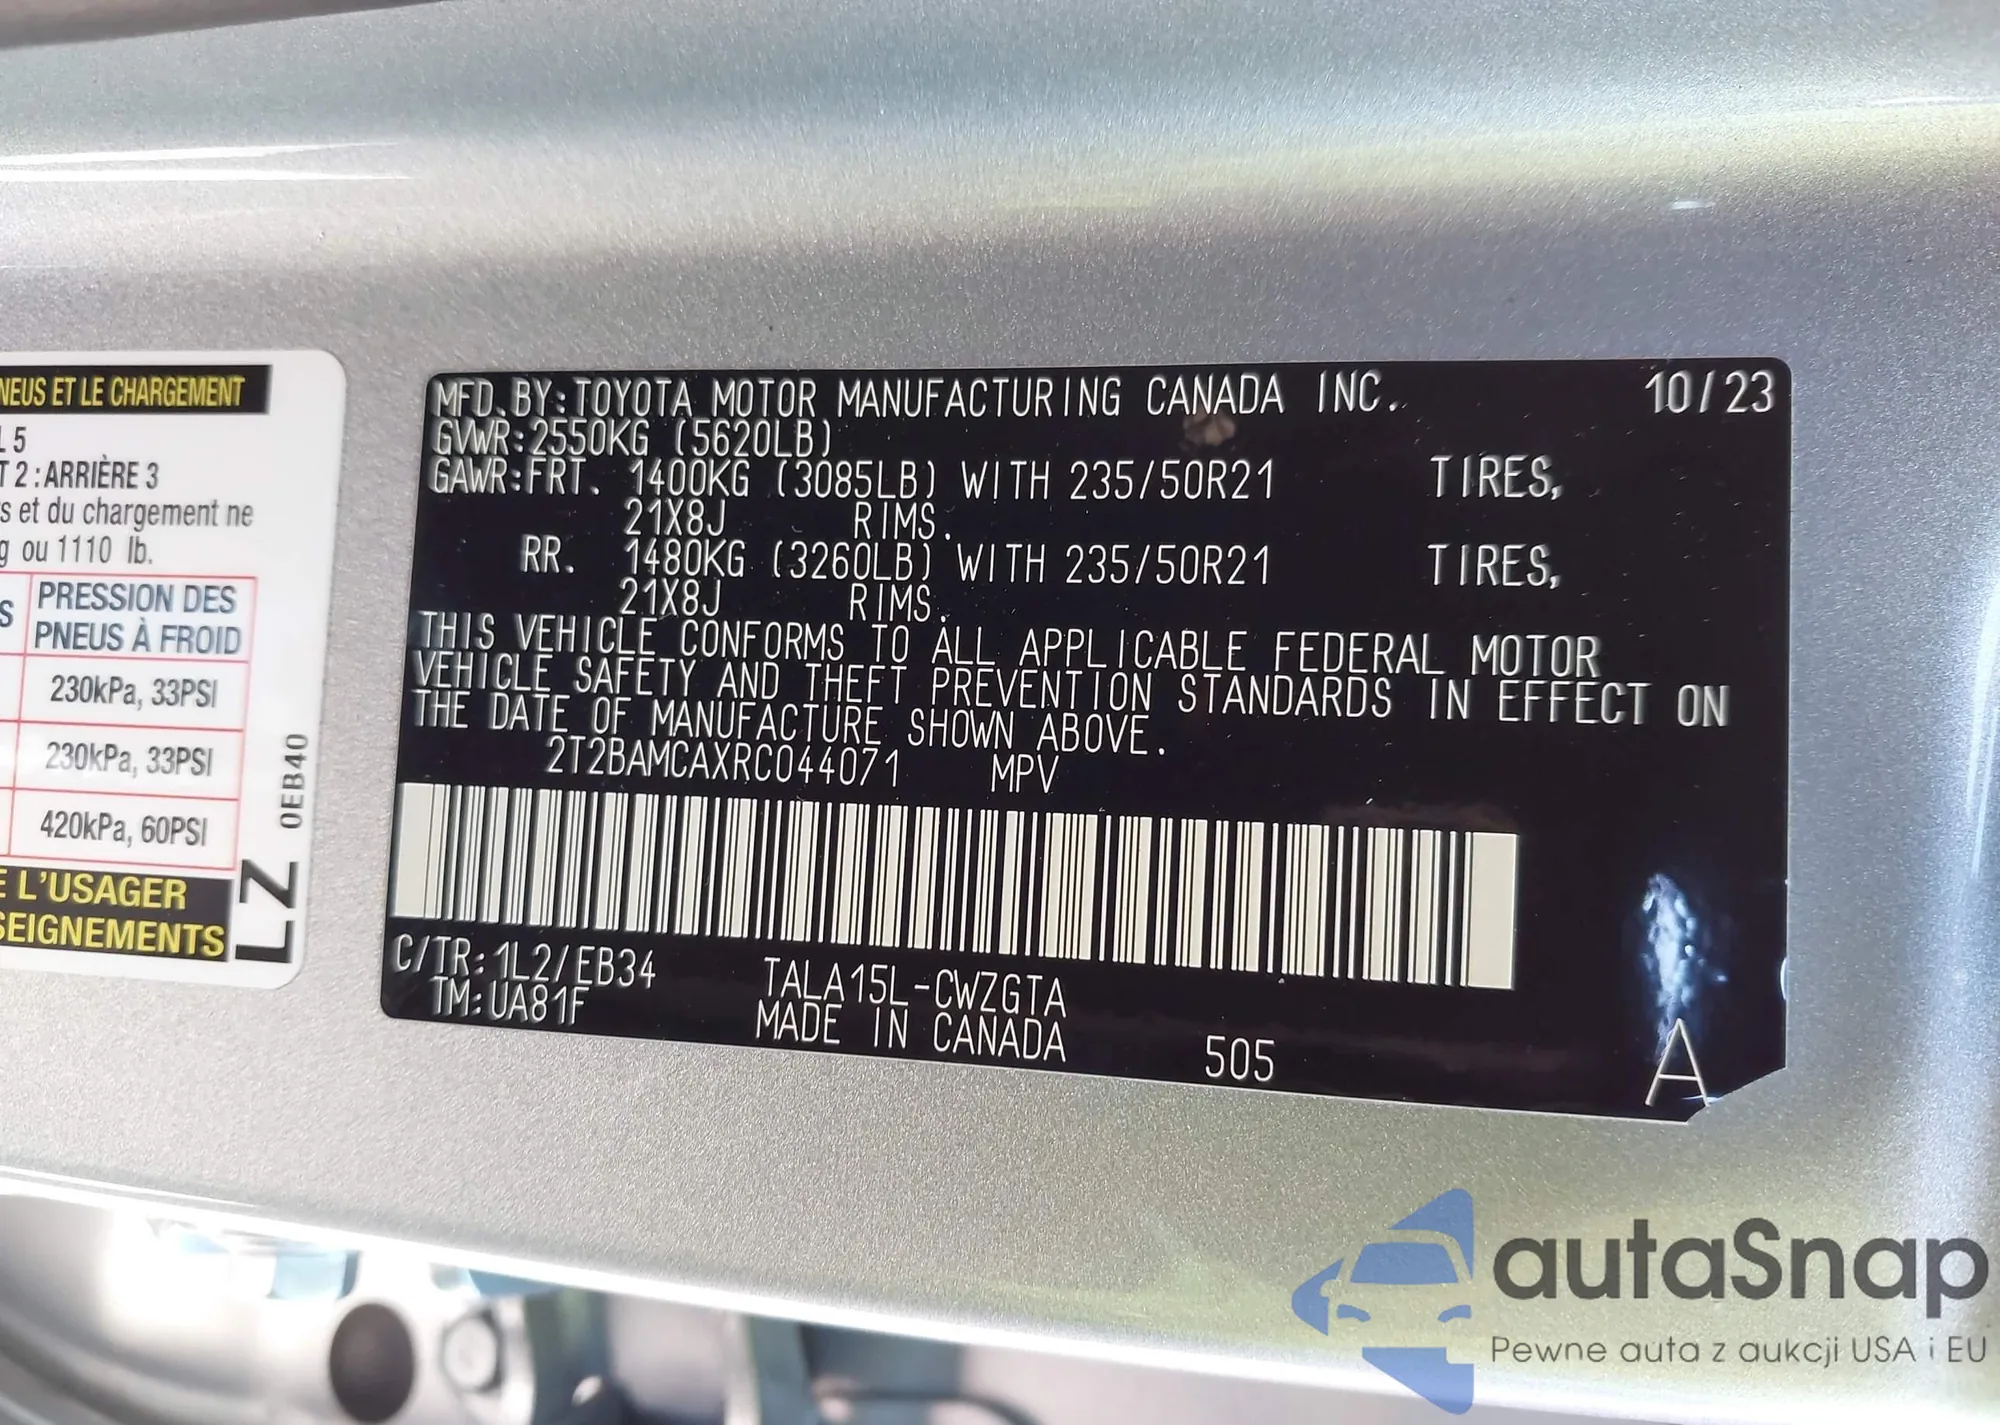 NEUS ET LE CHARGEMENT
L 5
T 2 : ARRIÈRE 3
s et du chargement ne
g ou 1110 lb.
S
PRESSION DES
PNEUS À FROID
230kPa, 33PSI
230kPa, 33PSI
420kPa, 60PSI
E L'USAGER
SEIGNEMENTS
LZ
0EB40
MFD.BY:TOYOTA MOTOR MANUFACTURING CANADA INC. 10/23
GVWR:2550KG (5620LB)
GAWR:FRT. 1400KG (3085LB) WITH 235/50R21 TIRES,
21X8J RIMS.
RR. 1480KG (3260LB) WITH 235/50R21 TIRES,
21X8J RIMS.
THIS VEHICLE CONFORMS TO ALL APPLICABLE FEDERAL MOTOR
VEHICLE SAFETY AND THEFT PREVENTION STANDARDS IN EFFECT ON
THE DATE OF MANUFACTURE SHOWN ABOVE.
2T2BAMCAXRC044071 MPV
C/TR:1L2/EB34 TALA15L-CWZGTA
TM:UA81F MADE IN CANADA 505
A
autaSnap
Pewne auta z aukcji USA i EU